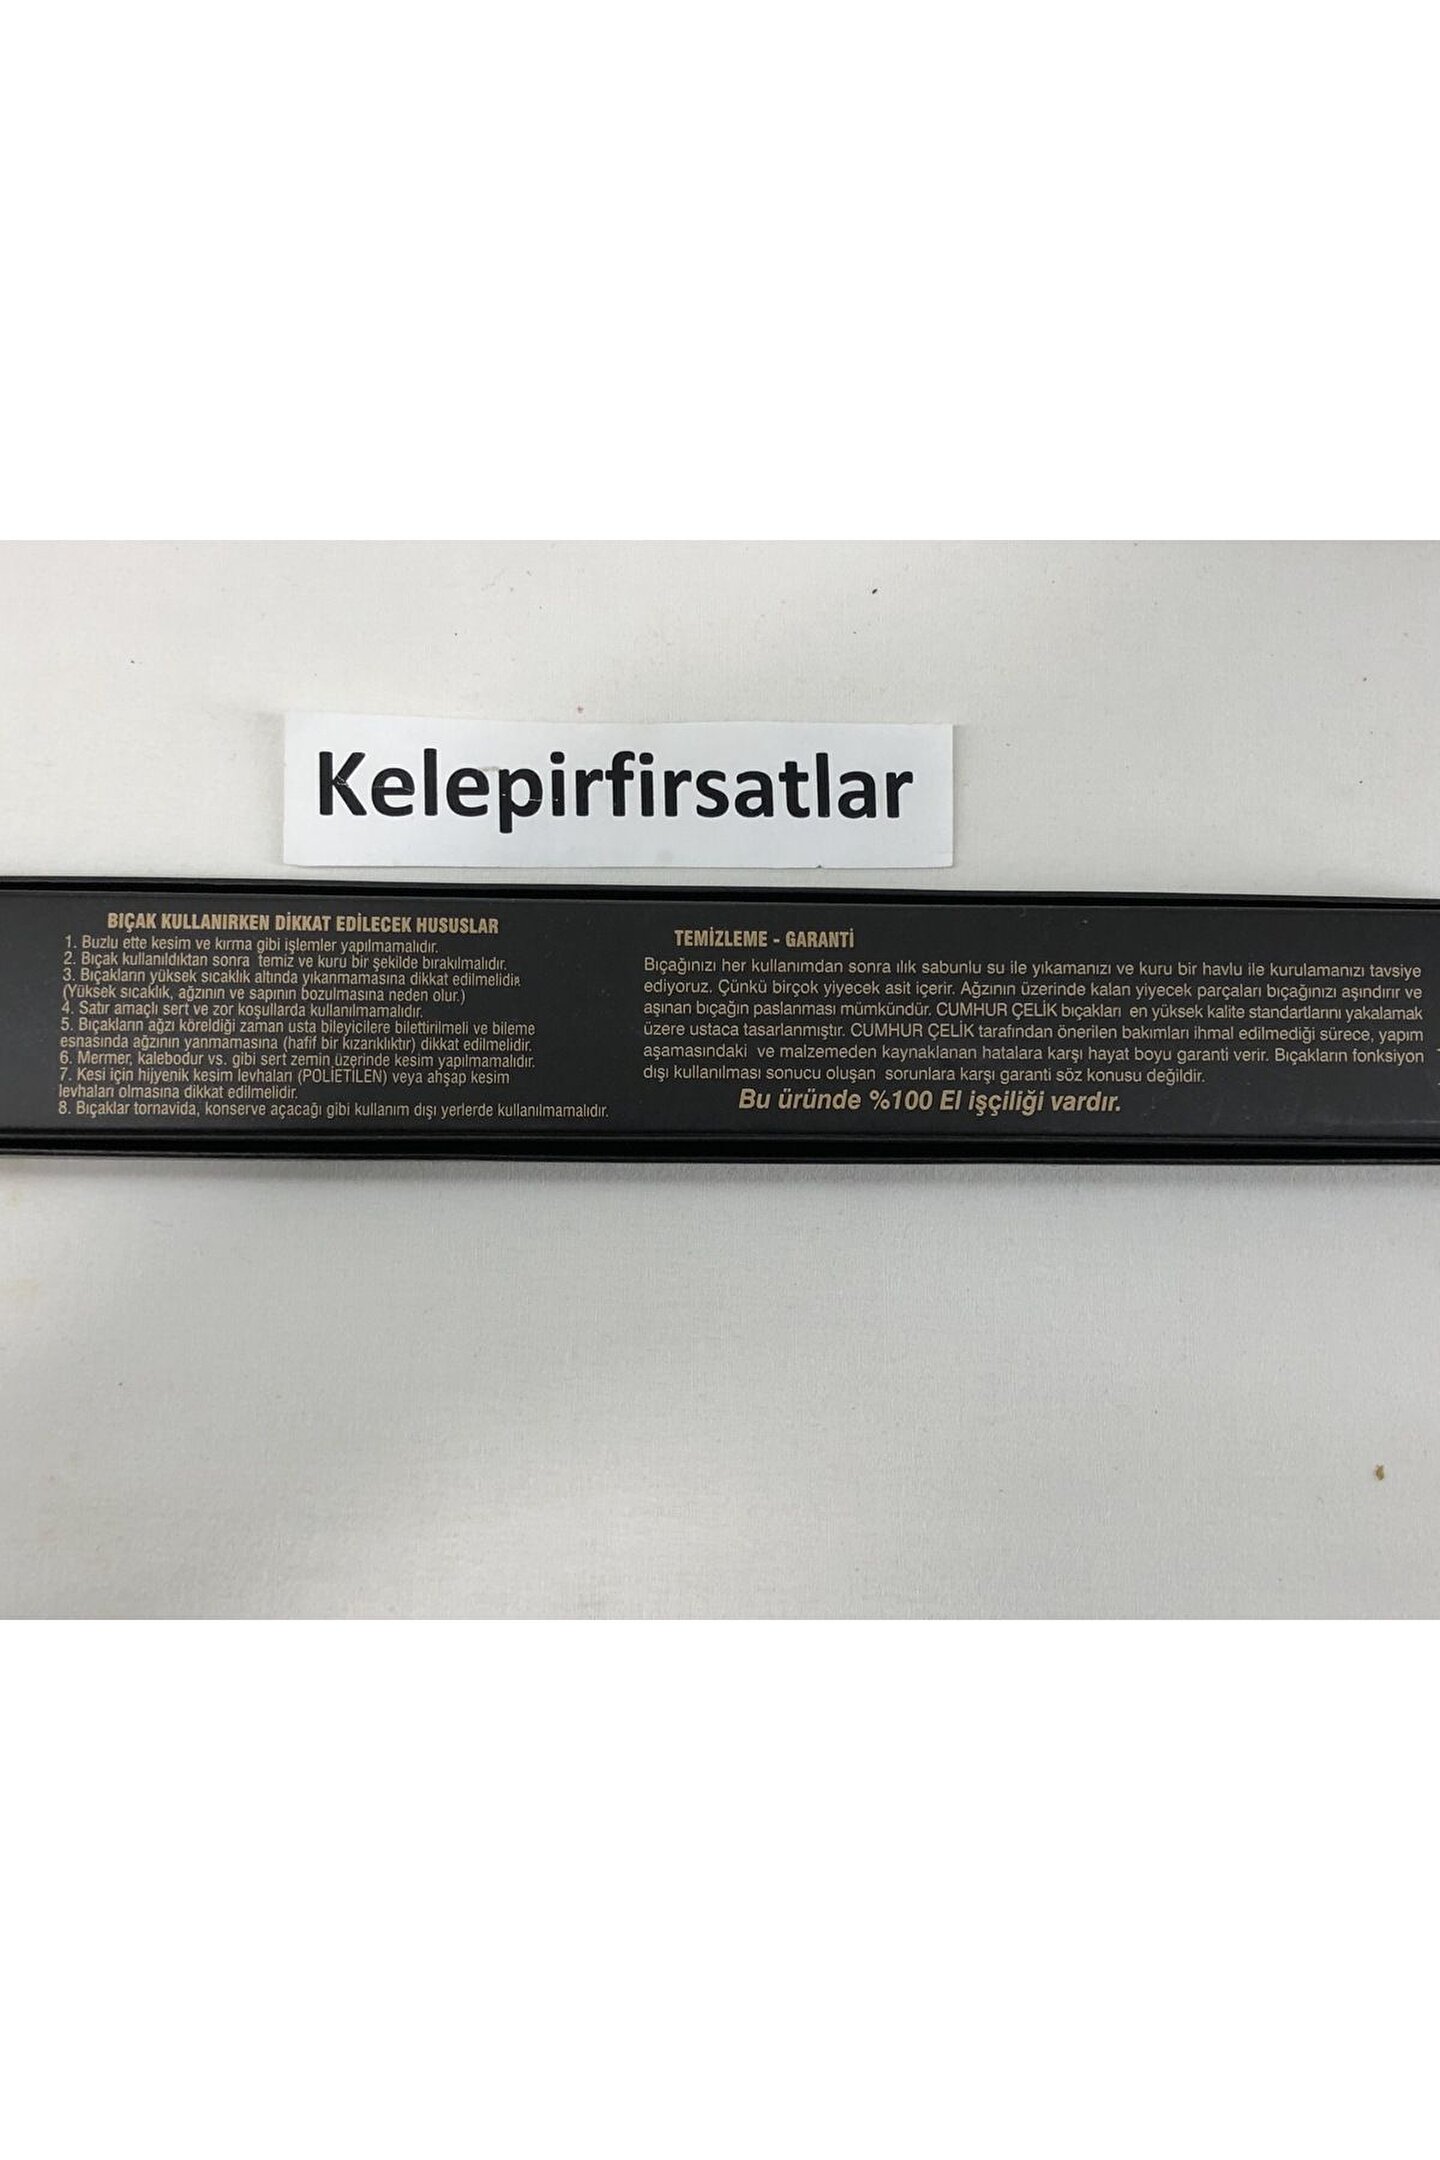 Kelepirfirsatlar
BIÇAK KULLANIRKEN DİKKAT EDİLECEK HUSUSLAR
1. Buzlu ette kesim ve kırma gibi işlemler yapılmamalıdır.
2. Bıçak kullanıldıktan sonra temiz ve kuru bir şekilde bırakılmalıdır.
3. Bıçakların yüksek sıcaklık altında yıkanmamasına dikkat edilmelidir.
(Yüksek sıcaklık, ağzının ve sapının bozulmasına neden olur.)
4. Satır amaçlı sert ve zor koşullarda kullanılmamalıdır.
5. Bıçakların ağzı köreldiği zaman usta bileyicilere bilettirilmeli ve bileme
esnasında ağzının yanmamasına (hafif bir kızarıklıktır) dikkat edilmelidir.
6. Mermer, kalebodur vs. gibi sert zemin üzerinde kesim yapılmamalıdır.
7. Kesi için hijyenik kesim levhaları (POLİETİLEN) veya ahşap kesim
levhaları olmasına dikkat edilmelidir.
8. Bıçaklar tornavida, konserve açacağı gibi kullanım dışı yerlerde kullanılmamalıdır.
TEMİZLEME - GARANTİ
Bıçağınızı her kullanımdan sonra ılık sabunlu su ile yıkamanızı ve kuru bir havlu ile kurulamanızı tavsiye
ediyoruz. Çünkü birçok yiyecek asit içerir. Ağzının üzerinde kalan yiyecek parçaları bıçağınızı aşındırır ve
aşınan bıçağın paslanması mümkündür. CUMHUR ÇELİK bıçakları en yüksek kalite standartlarını yakalamak
üzere ustaca tasarlanmıştır. CUMHUR ÇELİK tarafından önerilen bakımları ihmal edilmediği sürece, yapım
aşamasındaki ve malzemeden kaynaklanan hatalara karşı hayat boyu garanti verir. Bıçakların fonksiyon
dışı kullanılması sonucu oluşan sorunlara karşı garanti söz konusu değildir.
Bu üründe %100 El işçiliği vardır.